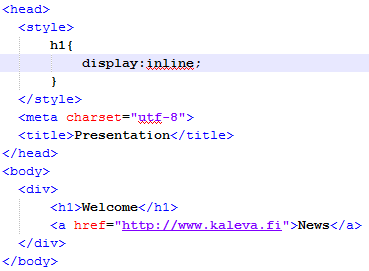 <head>
<style>
h1{
display:inline;
}
</style>
<meta charset="utf-8">
<title>Presentation</title>
</head>
<body>
<div>
<h1>Welcome</h1>
<a href="http://www.kaleva.fi">News</a>
</div>
</body>